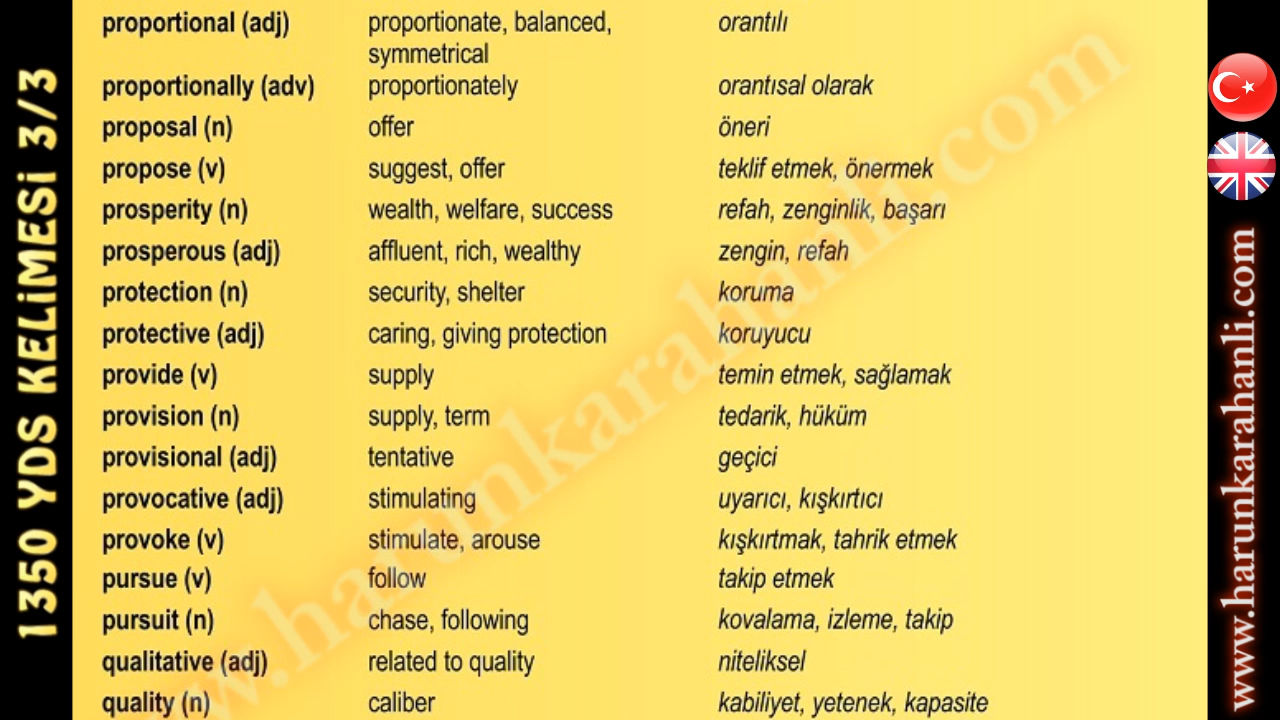 1350 YDS KELiMESi 3/3
proportional (adj) proportionate, balanced, orantılı
symmetrical
proportionally (adv) proportionately orantısal olarak
proposal (n) offer öneri
propose (v) suggest, offer teklif etmek, önermek
prosperity (n) wealth, welfare, success refah, zenginlik, başarı
prosperous (adj) affluent, rich, wealthy zengin, refah
protection (n) security, shelter koruma
protective (adj) caring, giving protection koruyucu
provide (v) supply temin etmek, sağlamak
provision (n) supply, term tedarik, hüküm
provisional (adj) tentative geçici
provocative (adj) stimulating uyarıcı, kışkırtıcı
provoke (v) stimulate, arouse kışkırtmak, tahrik etmek
pursue (v) follow takip etmek
pursuit (n) chase, following kovalama, izleme, takip
qualitative (adj) related to quality niteliksel
quality (n) caliber kabiliyet, yetenek, kapasite
www.harunkarahanli.com
www.harunkarahanli.com